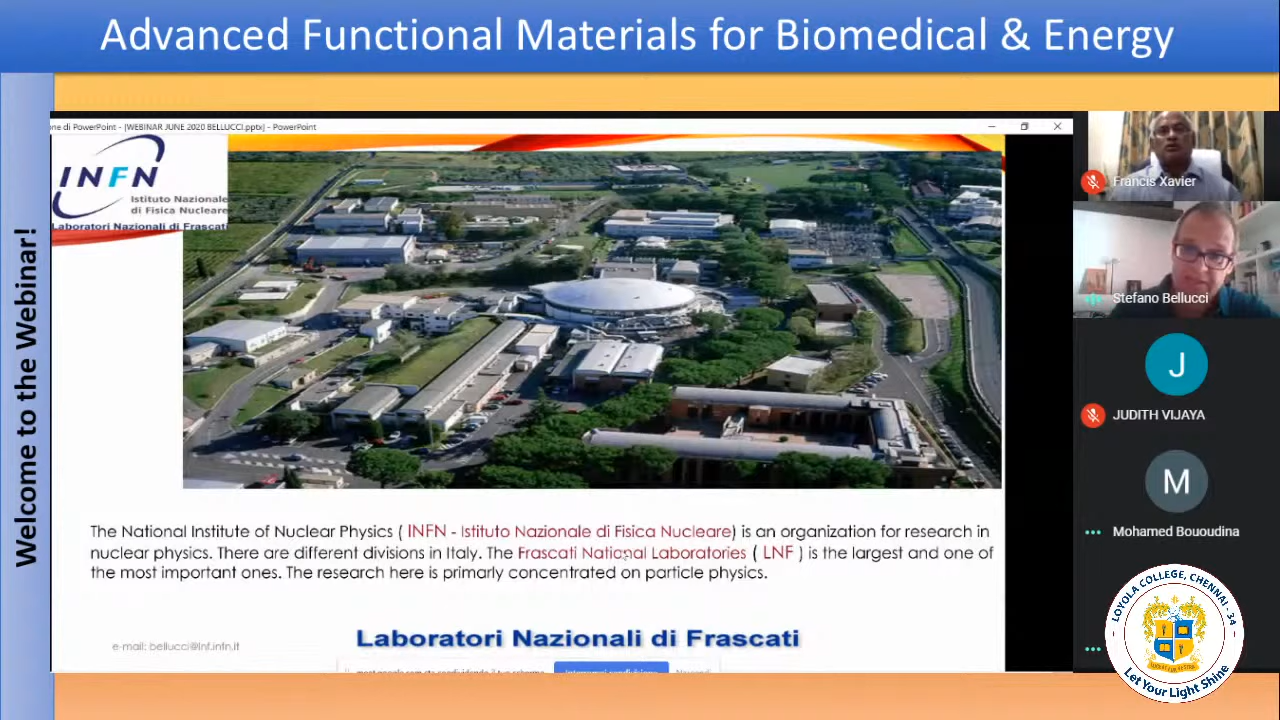 Advanced Functional Materials for Biomedical & Energy
Welcome to the Webinar!
ne di PowerPoint - [WEBINAR JUNE 2020 BELLUCCI.pptx] - PowerPoint
INFN
Istituto Nazionale
di Fisica Nucleare
Laboratori Nazionali di Frascati
The National Institute of Nuclear Physics ( INFN - Istituto Nazionale di Fisica Nucleare) is an organization for research in
nuclear physics. There are different divisions in Italy. The Frascati National Laboratories ( LNF ) is the largest and one of
the most important ones. The research here is primarly concentrated on particle physics.
e-mail: bellucci@lnf.infn.it
Laboratori Nazionali di Frascati
Francis Xavier
Stefano Bellucci
J
JUDITH VIJAYA
M
Mohamed Bououdina
LOYOLA COLLEGE, CHENNAI - 34
Let Your Light Shine